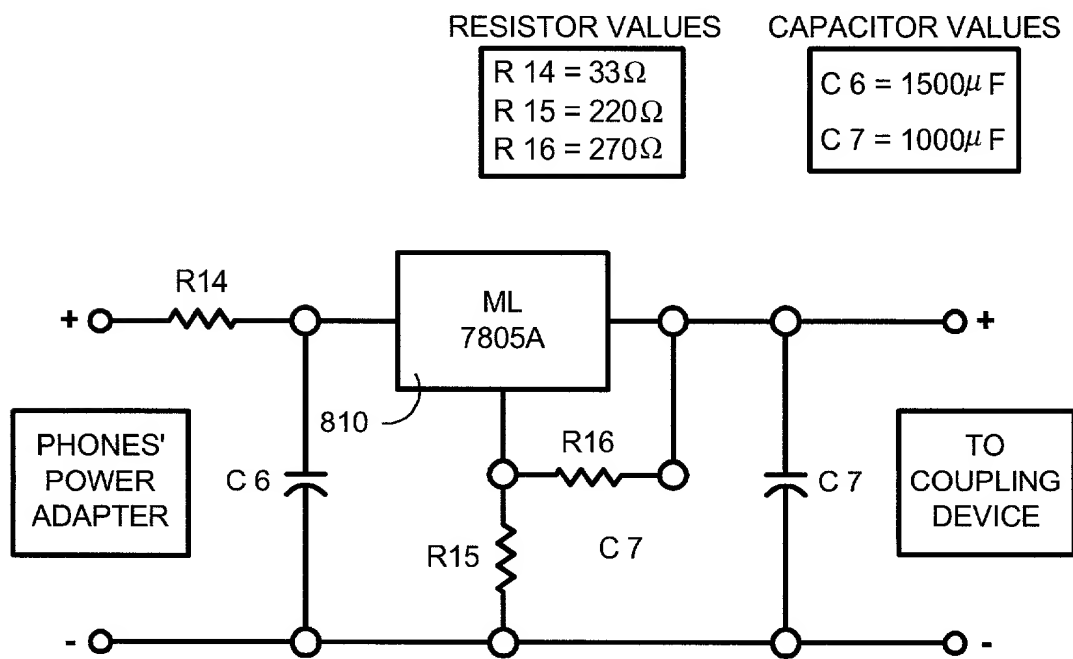 RESISTOR VALUES
R 14 = 33Ω
R 15 = 220Ω
R 16 = 270Ω
CAPACITOR VALUES
C 6 = 1500μF
C 7 = 1000μF
R14
ML
7805A
+
+
810
R16
PHONES'
POWER
ADAPTER
C 6
C 7
TO
COUPLING
DEVICE
R15
C 7
-
-